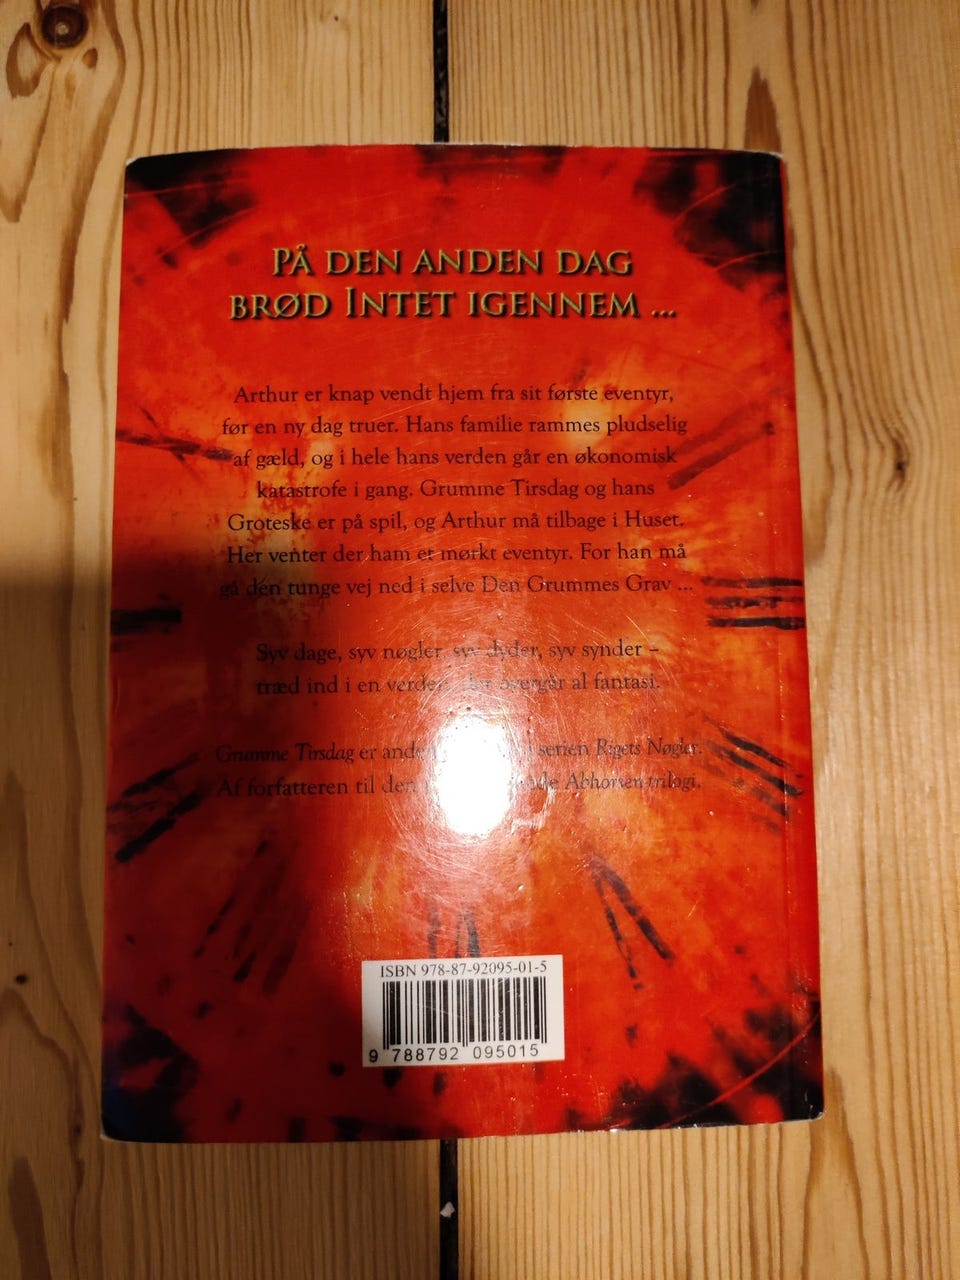 PÅ DEN ANDEN DAG
BRØD INTET IGENNEM ...
Arthur er knap vendt hjem fra sit første eventyr,
før en ny dag truer. Hans familie rammes pludselig
af gæld, og i hele hans verden går en økonomisk
katastrofe i gang. Grumme Tirsdag og hans
Groteske er på spil, og Arthur må tilbage i Huset.
Her venter der ham et mørkt eventyr. For han må
gå den tunge vej ned i selve Den Grummes Grav ...
Syv dage, syv nøgler, syv dyder, syv synder –
træd ind i en verden, der overgår al fantasi.
Grumme Tirsdag er serien Rigets Nøgler.
Af forfatteren til den Abhorsen trilogi.
ISBN 978-87-92095-01-5
9 788792 095015